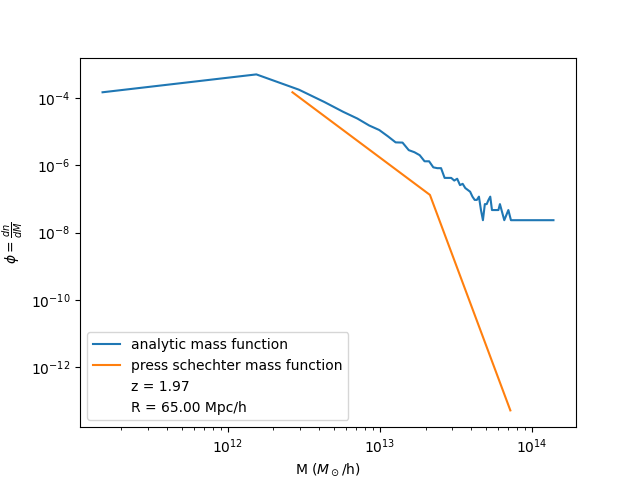 10⁻⁴
10⁻⁶
10⁻⁸
10⁻¹⁰
10⁻¹²
ϕ = dn/dM
analytic mass function
press schechter mass function
z = 1.97
R = 65.00 Mpc/h
10¹² 10¹³ 10¹⁴
M (M⊙/h)